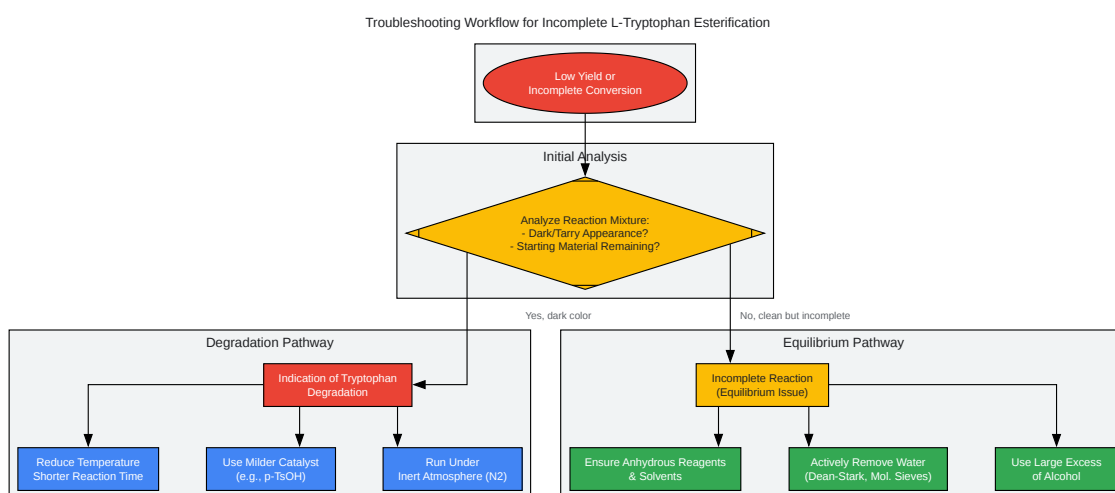 Troubleshooting Workflow for Incomplete L-Tryptophan Esterification
Low Yield or
Incomplete Conversion
Initial Analysis
Analyze Reaction Mixture:
- Dark/Tarry Appearance?
- Starting Material Remaining?
Yes, dark color
No, clean but incomplete
Degradation Pathway
Indication of Tryptophan
Degradation
Reduce Temperature
Shorter Reaction Time
Use Milder Catalyst
(e.g., p-TsOH)
Run Under
Inert Atmosphere (N2)
Equilibrium Pathway
Incomplete Reaction
(Equilibrium Issue)
Ensure Anhydrous Reagents
& Solvents
Actively Remove Water
(Dean-Stark, Mol. Sieves)
Use Large Excess
of Alcohol